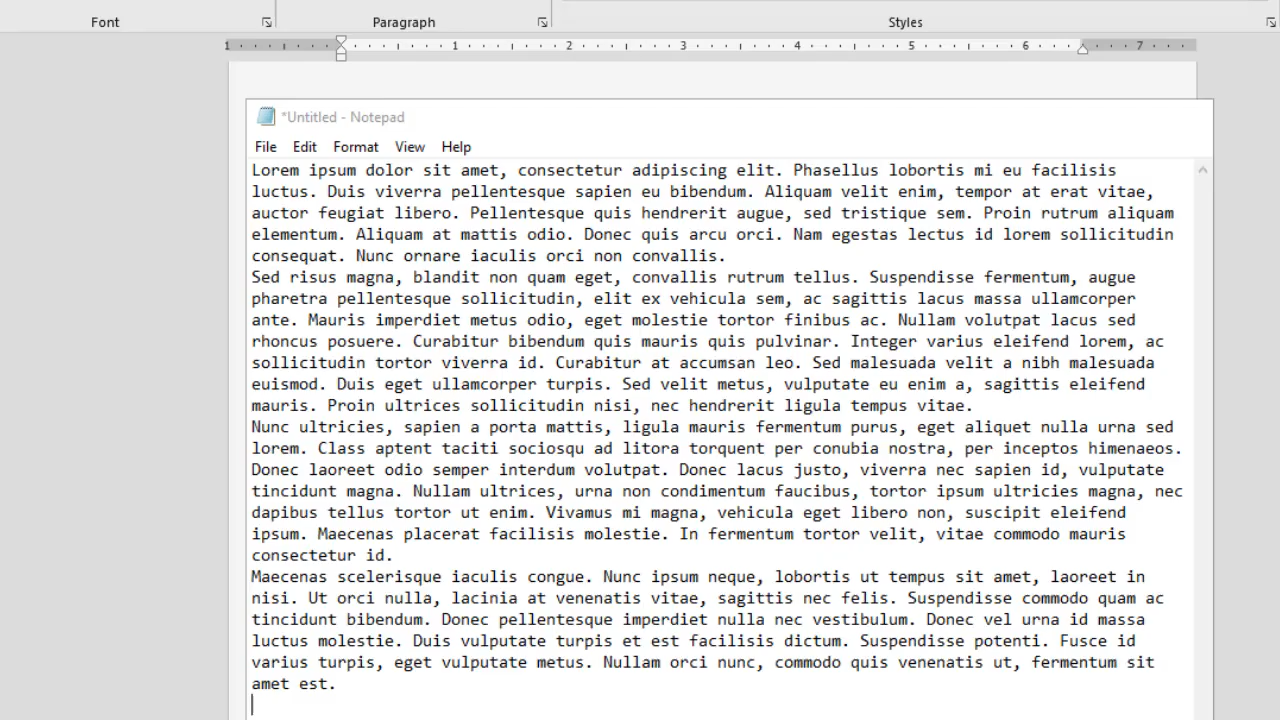 Font Paragraph Styles
1 1 2 3 4 5 6 7
*Untitled - Notepad
File Edit Format View Help
Lorem ipsum dolor sit amet, consectetur adipiscing elit. Phasellus lobortis mi eu facilisis
luctus. Duis viverra pellentesque sapien eu bibendum. Aliquam velit enim, tempor at erat vitae,
auctor feugiat libero. Pellentesque quis hendrerit augue, sed tristique sem. Proin rutrum aliquam
elementum. Aliquam at mattis odio. Donec quis arcu orci. Nam egestas lectus id lorem sollicitudin
consequat. Nunc ornare iaculis orci non convallis.
Sed risus magna, blandit non quam eget, convallis rutrum tellus. Suspendisse fermentum, augue
pharetra pellentesque sollicitudin, elit ex vehicula sem, ac sagittis lacus massa ullamcorper
ante. Mauris imperdiet metus odio, eget molestie tortor finibus ac. Nullam volutpat lacus sed
rhoncus posuere. Curabitur bibendum quis mauris quis pulvinar. Integer varius eleifend lorem, ac
sollicitudin tortor viverra id. Curabitur at accumsan leo. Sed malesuada velit a nibh malesuada
euismod. Duis eget ullamcorper turpis. Sed velit metus, vulputate eu enim a, sagittis eleifend
mauris. Proin ultrices sollicitudin nisi, nec hendrerit ligula tempus vitae.
Nunc ultricies, sapien a porta mattis, ligula mauris fermentum purus, eget aliquet nulla urna sed
lorem. Class aptent taciti sociosqu ad litora torquent per conubia nostra, per inceptos himenaeos.
Donec laoreet odio semper interdum volutpat. Donec lacus justo, viverra nec sapien id, vulputate
tincidunt magna. Nullam ultrices, urna non condimentum faucibus, tortor ipsum ultricies magna, nec
dapibus tellus tortor ut enim. Vivamus mi magna, vehicula eget libero non, suscipit eleifend
ipsum. Maecenas placerat facilisis molestie. In fermentum tortor velit, vitae commodo mauris
consectetur id.
Maecenas scelerisque iaculis congue. Nunc ipsum neque, lobortis ut tempus sit amet, laoreet in
nisi. Ut orci nulla, lacinia at venenatis vitae, sagittis nec felis. Suspendisse commodo quam ac
tincidunt bibendum. Donec pellentesque imperdiet nulla nec vestibulum. Donec vel urna id massa
luctus molestie. Duis vulputate turpis et est facilisis dictum. Suspendisse potenti. Fusce id
varius turpis, eget vulputate metus. Nullam orci nunc, commodo quis venenatis ut, fermentum sit
amet est.